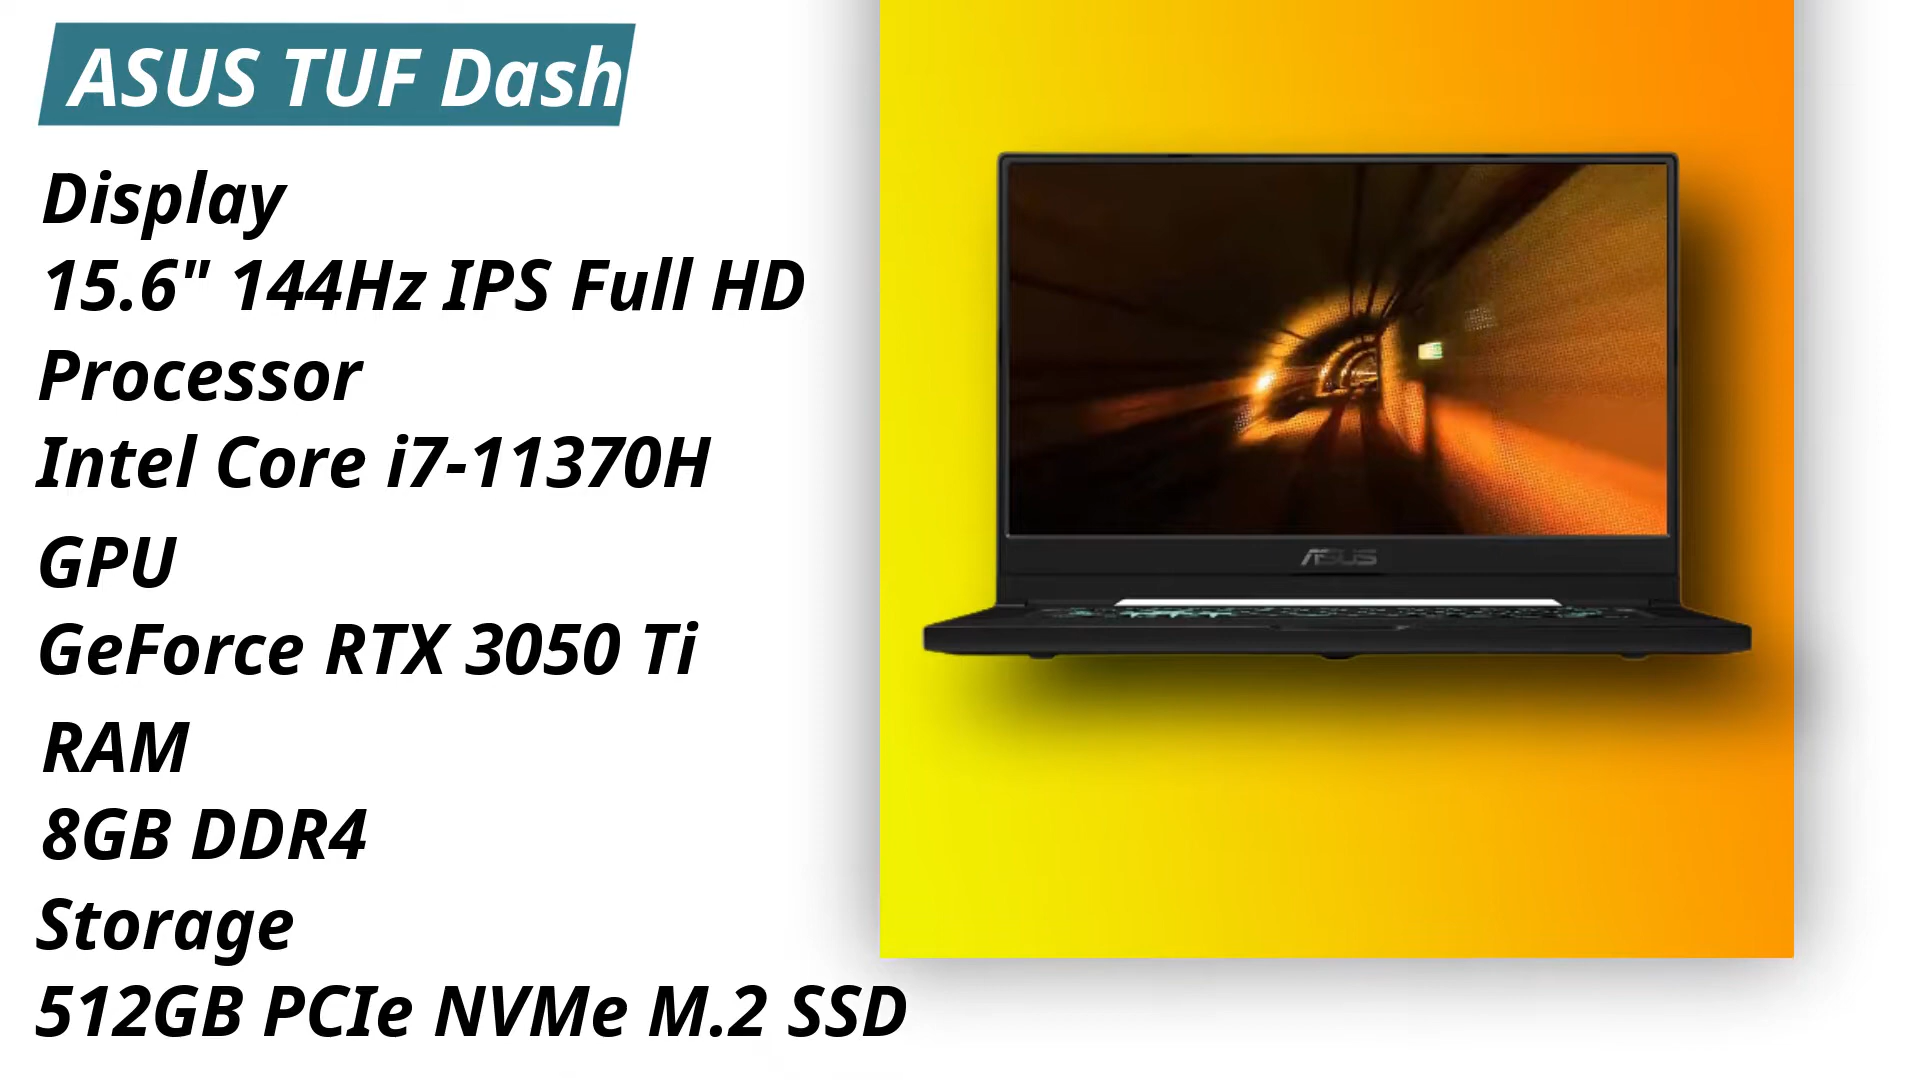 ASUS TUF Dash
Display
15.6" 144Hz IPS Full HD
Processor
Intel Core i7-11370H
GPU
GeForce RTX 3050 Ti
RAM
8GB DDR4
Storage
512GB PCIe NVMe M.2 SSD
ASUS